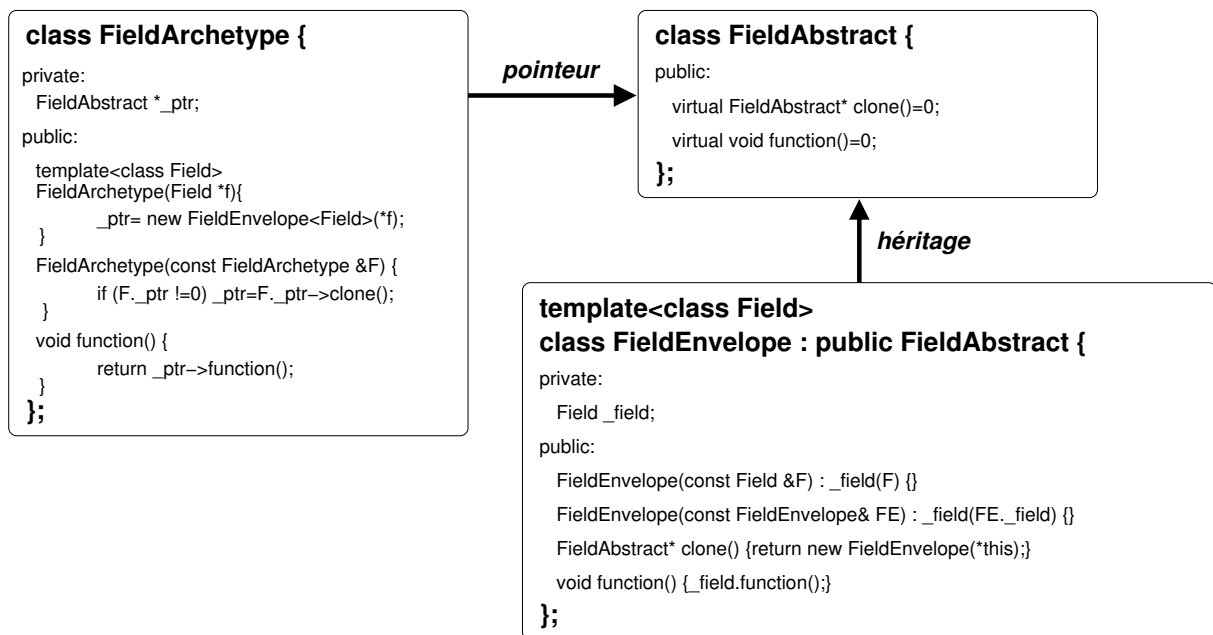 class FieldArchetype {
private:
FieldAbstract *_ptr;
public:
template<class Field>
FieldArchetype(Field *f){
_ptr= new FieldEnvelope<Field>(*f);
}
FieldArchetype(const FieldArchetype &F) {
if (F._ptr !=0) _ptr=F._ptr−>clone();
}
void function() {
return _ptr−>function();
}
};
pointeur
class FieldAbstract {
public:
virtual FieldAbstract* clone()=0;
virtual void function()=0;
};
héritage
template<class Field>
class FieldEnvelope : public FieldAbstract {
private:
Field _field;
public:
FieldEnvelope(const Field &F) : _field(F) {}
FieldEnvelope(const FieldEnvelope& FE) : _field(FE._field) {}
FieldAbstract* clone() {return new FieldEnvelope(*this);}
void function() {_field.function();}
};